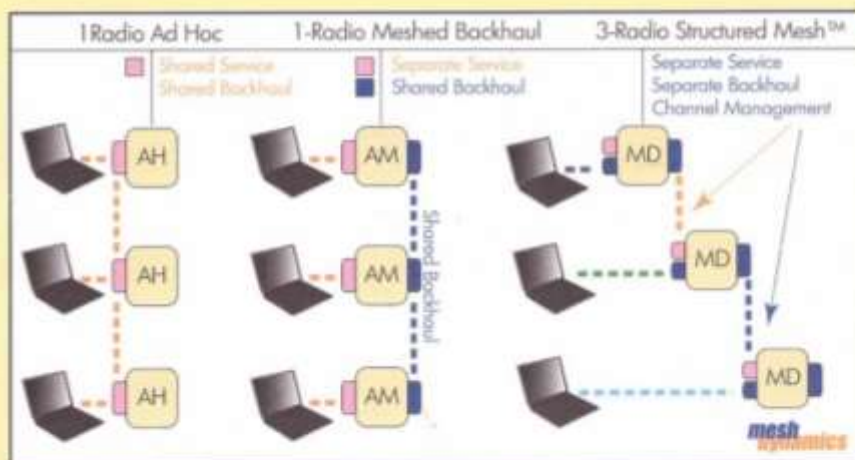 1Radio Ad Hoc
Shared Service
Shared Backhaul
1-Radio Meshed Backhaul
Separate Service
Shared Backhaul
3-Radio Structured Mesh™
Separate Service
Separate Backhaul
Channel Management
AH
AM
MD
AH
AM
MD
AH
AM
MD
Shared Backhaul
mesh
dynamics